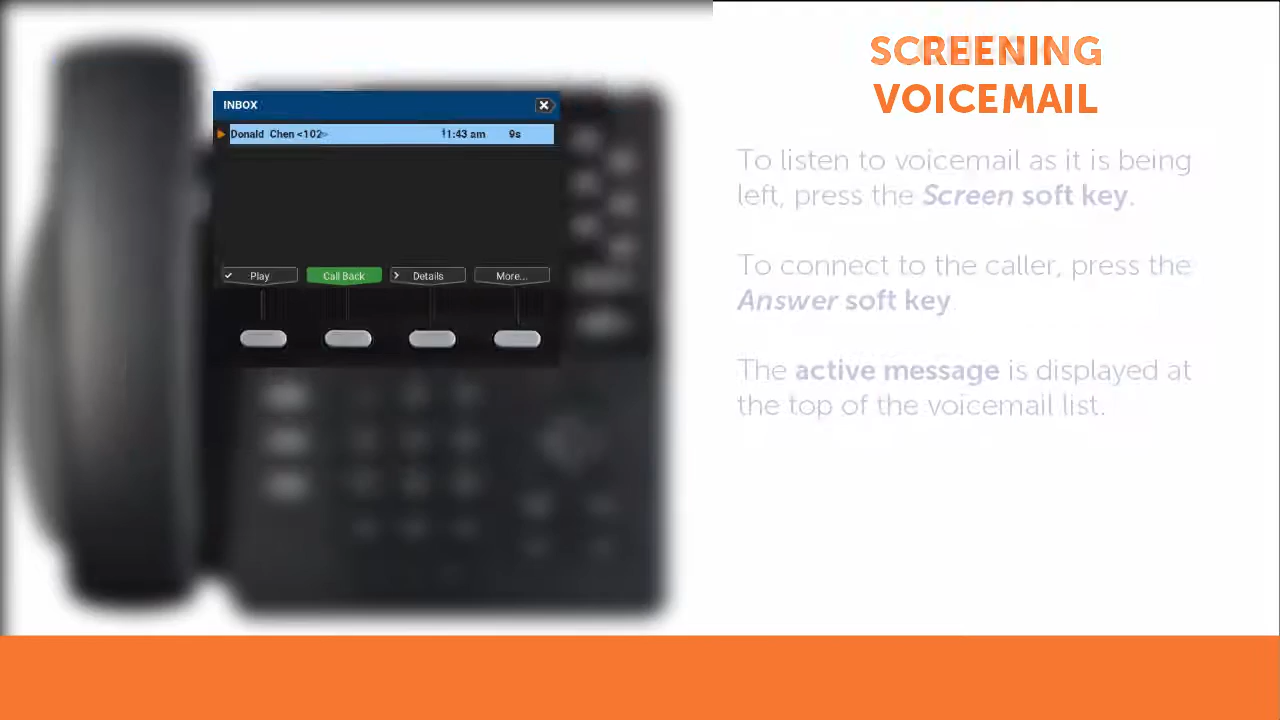 INBOX
Donald Chen <102> 11:43 am 9s
Play Call Back Details More...
SCREENING
VOICEMAIL
To listen to voicemail as it is being
left, press the Screen soft key.
To connect to the caller, press the
Answer soft key.
The active message is displayed at
the top of the voicemail list.